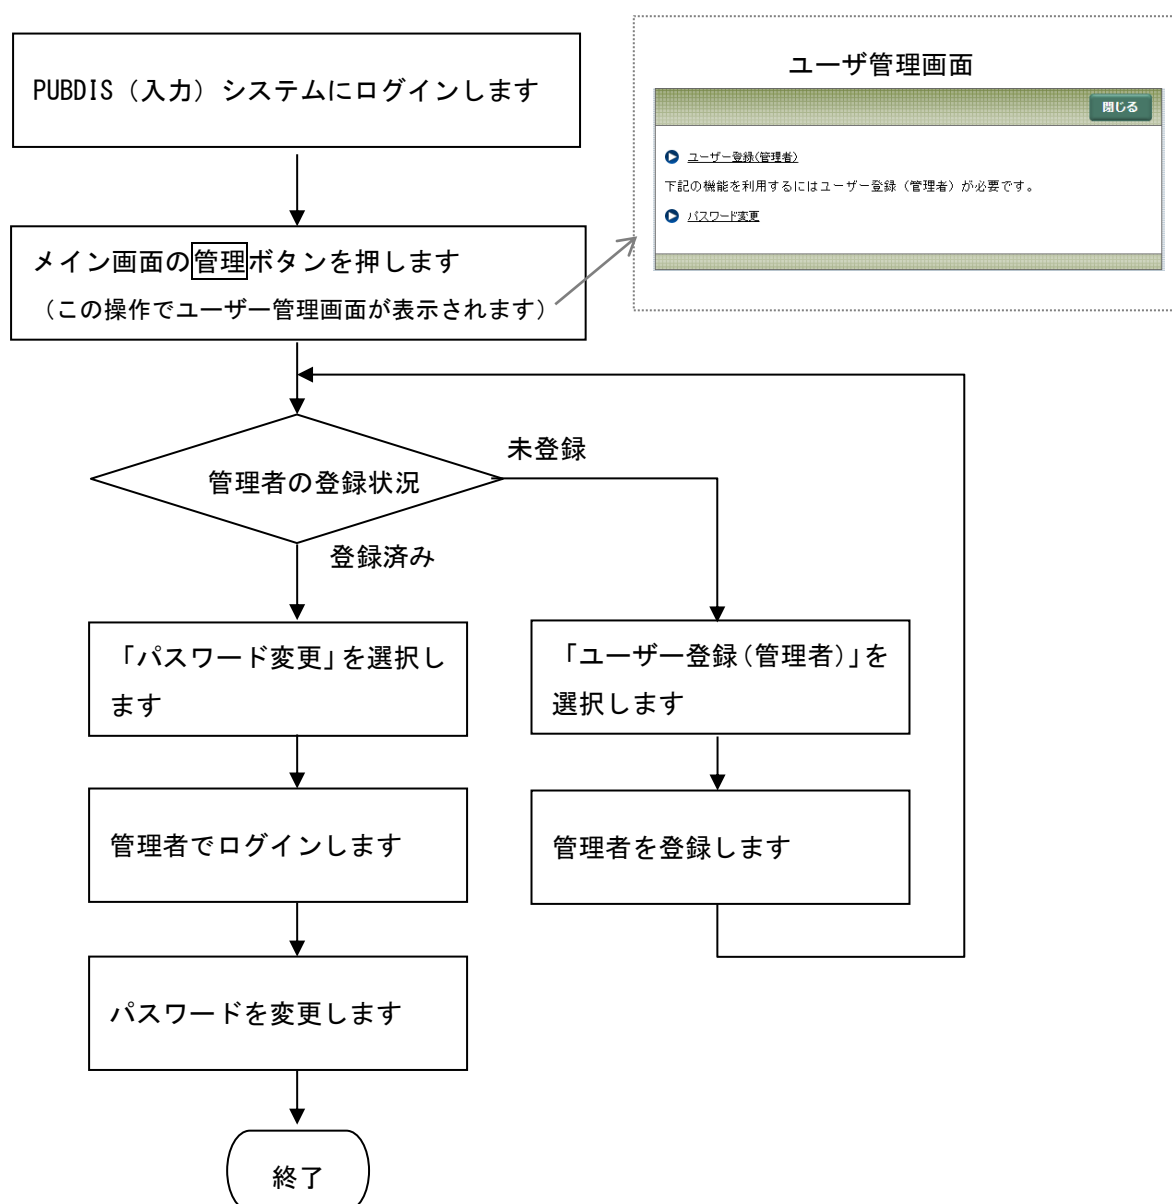 PUBDIS（入力）システムにログインします
ユーザ管理画面
閉じる
ユーザー登録(管理者)
下記の機能を利用するにはユーザー登録（管理者）が必要です。
パスワード変更
メイン画面の管理ボタンを押します
（この操作でユーザー管理画面が表示されます）
管理者の登録状況
未登録
登録済み
「パスワード変更」を選択し
ます
「ユーザー登録（管理者）」を
選択します
管理者でログインします
管理者を登録します
パスワードを変更します
終了